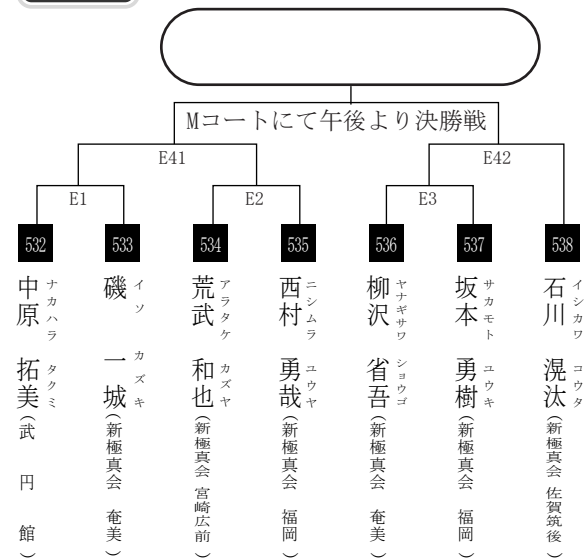 Mコートにて午後より決勝戦
E41
E42
E1
E2
E3
532
533
534
535
536
537
538
中原 拓美 (武円館)
ナカハラ タクミ
磯 一城 (新極真会 奄美)
イソ カズキ
荒武 和也 (新極真会 宮崎広前)
アラタケ カズヤ
西村 勇哉 (新極真会 福岡)
ニシムラ ユウヤ
柳沢 省吾 (新極真会 奄美)
ヤナギサワ ショウゴ
坂本 勇樹 (新極真会 福岡)
サカモト ユウキ
石川 滉汰 (新極真会 佐賀筑後)
イシカワ コウタ